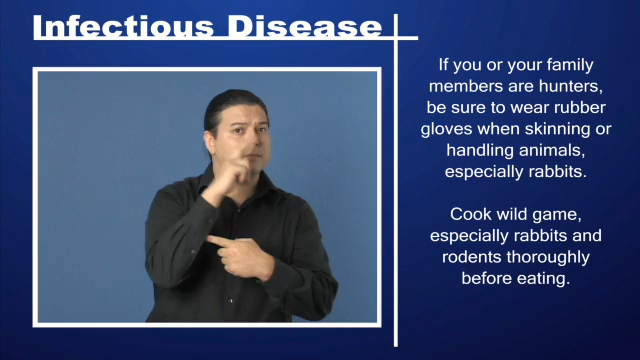 Infectious Disease
If you or your family
members are hunters,
be sure to wear rubber
gloves when skinning or
handling animals,
especially rabbits.
Cook wild game,
especially rabbits and
rodents thoroughly
before eating.